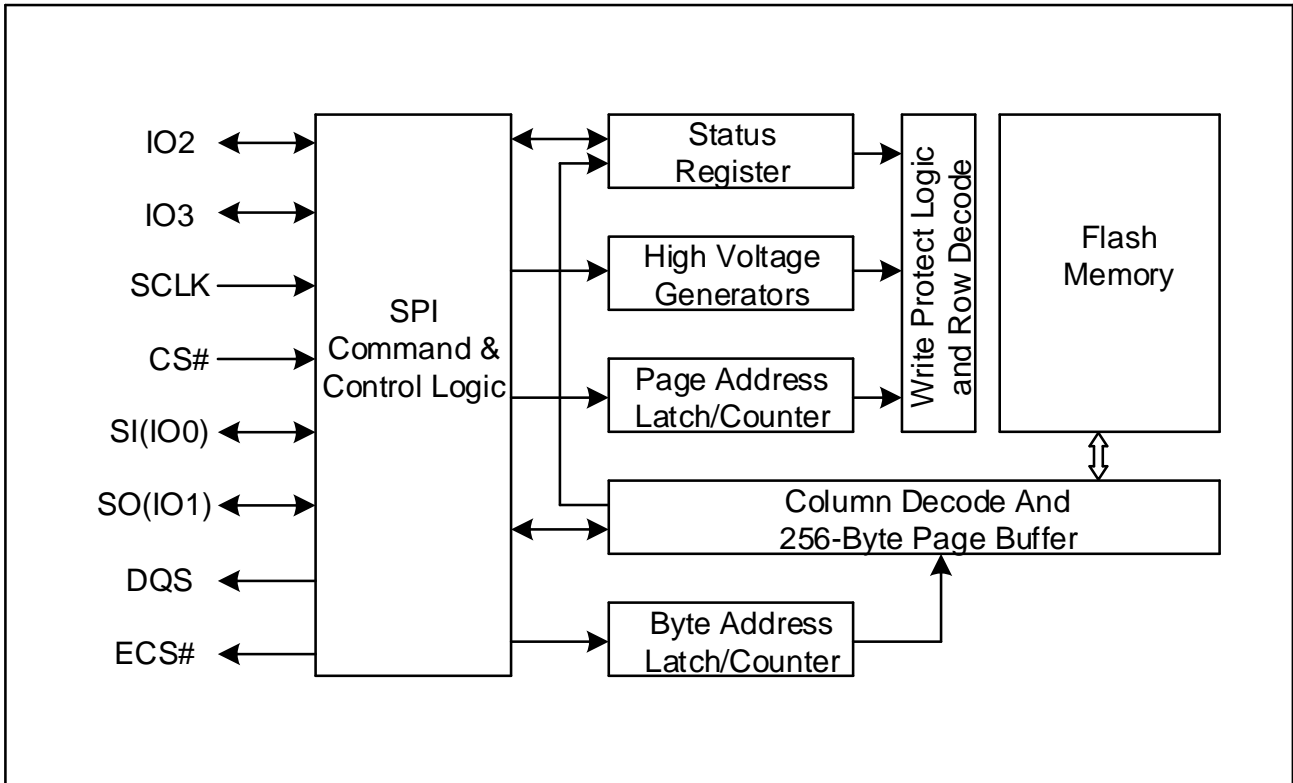 IO2
IO3
SCLK
CS#
SI(IO0)
SO(IO1)
DQS
ECS#
SPI
Command &
Control Logic
Status
Register
High Voltage
Generators
Page Address
Latch/Counter
Write Protect Logic
and Row Decode
Flash
Memory
Column Decode And
256-Byte Page Buffer
Byte Address
Latch/Counter